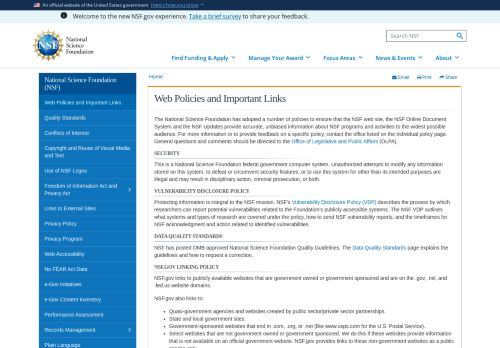 An official website of the United States government Here's how you know
Welcome to the new NSF.gov experience. Take a brief survey to share your feedback.
NSF
National
Science
Foundation
Search NSF
Find Funding & Apply
Manage Your Award
Focus Areas
News & Events
About
National Science Foundation
(NSF)
Web Policies and Important Links
Quality Standards
Conflicts of Interest
Copyright and Reuse of Visual Media
and Text
Use of NSF Logos
Freedom of Information Act and
Privacy Act
Links to External Sites
Privacy Policy
Privacy Program
Web Accessibility
No FEAR Act Data
e-Gov Initiatives
e-Gov Content Inventory
Performance Assessment
Records Management
Plain Language
Home
Email
Print
Share
Web Policies and Important Links
The National Science Foundation has adopted a number of policies to ensure that the NSF web site, the NSF Online Document
System and the NSF Updates provide accurate, unbiased information about NSF programs and activities to the widest possible
audience. For more information or to provide feedback on a specific policy, contact the office listed on the individual policy page.
General questions and comments should be directed to the Office of Legislative and Public Affairs (OLPA).
SECURITY
This is a National Science Foundation federal government computer system. Unauthorized attempts to modify any information
stored on this system, to defeat or circumvent security features, or to use this system for other than its intended purposes are
illegal and may result in disciplinary action, criminal prosecution, or both.
VULNERABILITY DISCLOSURE POLICY
Protecting information is integral to the NSF mission. NSF's Vulnerability Disclosure Policy (VDP) describes the process by which
researchers can report potential vulnerabilities related to the Foundation's publicly accessible systems. The NSF VDP outlines
what systems and types of research are covered under the policy, how to send NSF vulnerability reports, and the timeframes for
NSF acknowledgment and action related to identified vulnerabilities.
DATA QUALITY STANDARDS
NSF has posted OMB-approved National Science Foundation Quality Guidelines. The Data Quality Standards page explains the
guidelines and how to request a correction.
NSF.GOV LINKING POLICY
NSF.gov links to publicly available websites that are government owned or government sponsored and are on the .gov, .mil, and
.fed.us website domains.
NSF.gov also links to:
• Quasi-government agencies and websites created by public sector/private sector partnerships.
• State and local government sites.
• Government-sponsored websites that end in .com, .org, or .net (like www.usps.com for the U.S. Postal Service).
• Select websites that are not government owned or government sponsored. We do this if these websites provide information
that is not available on an official government website. NSF.gov provides links to these non-government websites as a